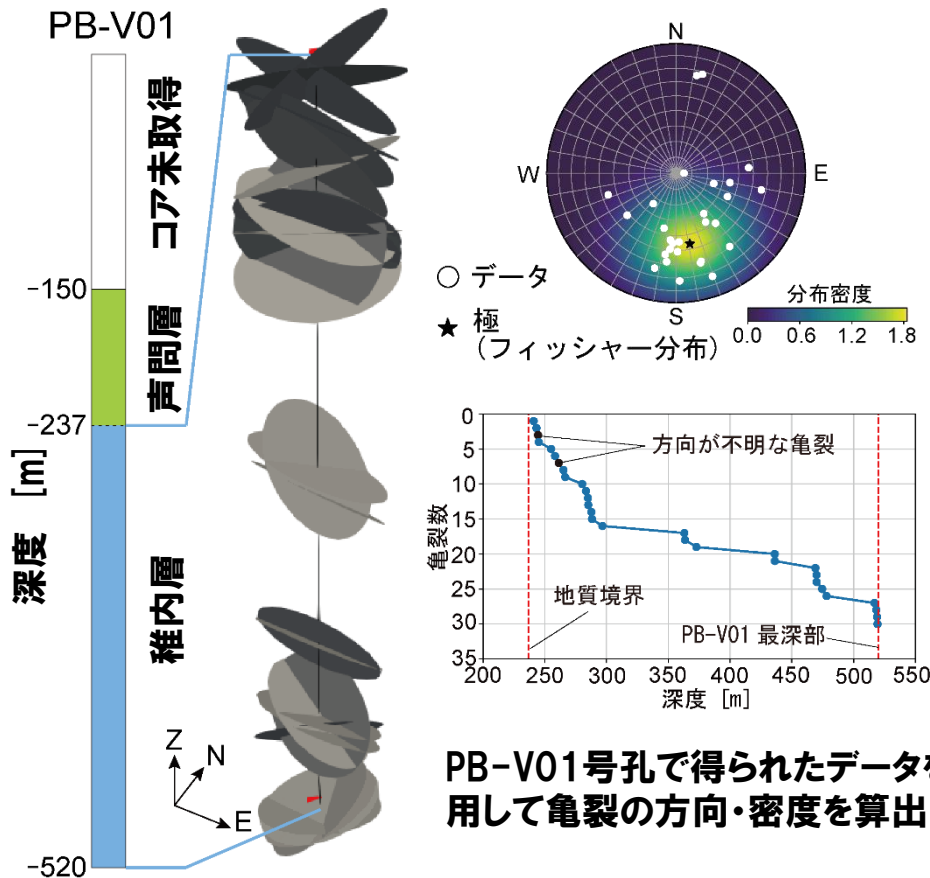 PB-V01
コア未取得
-150
声問層
-237
深度 [m]
稚内層
-520
Z
N
E
N
W
E
S
○ データ
★ 極
(フィッシャー分布)
分布密度
0.0 0.6 1.2 1.8
0
5
10
15
20
25
30
35
亀裂数
方向が不明な亀裂
地質境界
PB-V01 最深部
200 250 300 350 400 450 500 550
深度 [m]
PB-V01号孔で得られたデータを
用して亀裂の方向・密度を算出